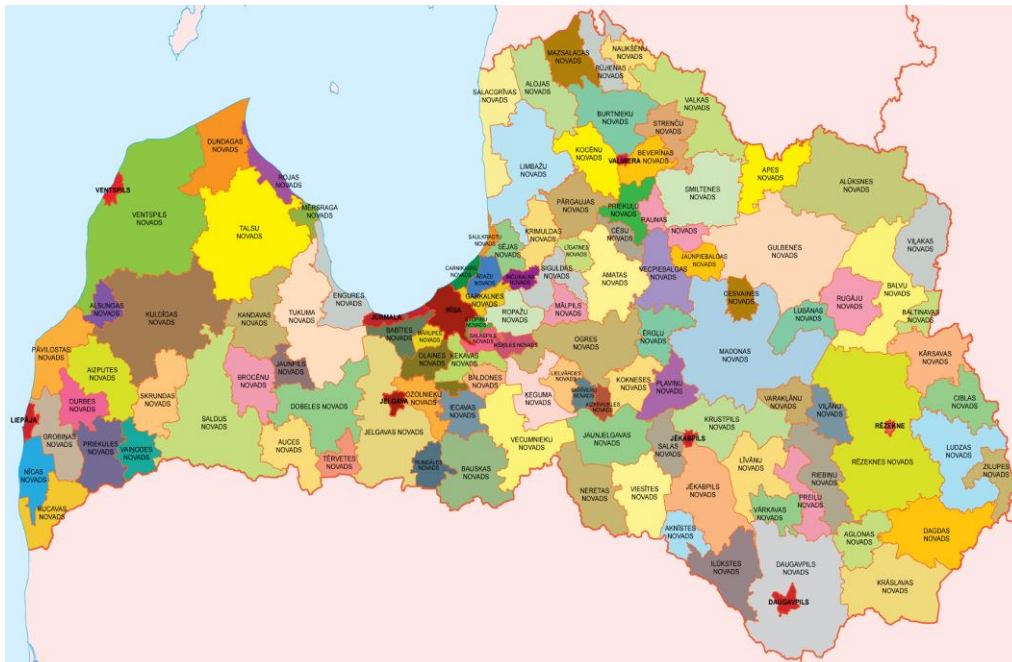 MAZSALACAS
NOVADS
RŪJIENAS
NOVADS
NAUKŠĒNU
NOVADS
SALACGRĪVAS
NOVADS
ALOJAS
NOVADS
BURTNIEKU
NOVADS
VALKAS
NOVADS
STRENČU
NOVADS
DUNDAGAS
NOVADS
ROJAS
NOVADS
VENTSPILS
VENTSPILS
NOVADS
TALSU
NOVADS
MĒRSRAGA
NOVADS
LIMBAŽU
NOVADS
KOCĒNU
NOVADS
VALMIERA
BEVERĪNAS
NOVADS
SMILTENES
NOVADS
APES
NOVADS
ALŪKSNES
NOVADS
PĀRGAUJAS
NOVADS
PRIEKUĻU
NOVADS
RAUNAS
NOVADS
CĒSU
NOVADS
SAULKRASTU
NOVADS
SĒJAS
NOVADS
KRIMULDAS
NOVADS
LĪGATNES
NOVADS
SIGULDAS
NOVADS
AMATAS
NOVADS
VECPIEBALGAS
NOVADS
JAUNPIEBALGAS
NOVADS
GULBENES
NOVADS
VIĻAKAS
NOVADS
BALVU
NOVADS
RUGĀJU
NOVADS
BALTINAVAS
NOVADS
CARNIKAVAS
NOVADS
ĀDAŽU
NOVADS
GARKALNES
NOVADS
ROPAŽU
NOVADS
MĀLPILS
NOVADS
CESVAINES
NOVADS
LUBĀNAS
NOVADS
MADONAS
NOVADS
ĒRGĻU
NOVADS
ALSUNGAS
NOVADS
KULDĪGAS
NOVADS
KANDAVAS
NOVADS
TUKUMA
NOVADS
ENGURES
NOVADS
JŪRMALA
RĪGA
BABĪTES
NOVADS
MĀRUPES
NOVADS
OLAINES
NOVADS
ĶEKAVAS
NOVADS
SALASPILS
NOVADS
BALDONES
NOVADS
OGRES
NOVADS
LIELVĀRDES
NOVADS
ĶEGUMA
NOVADS
KOKNESES
NOVADS
PĻAVIŅU
NOVADS
AIZKRAUKLES
NOVADS
PĀVILOSTAS
NOVADS
AIZPUTES
NOVADS
DURBES
NOVADS
SKRUNDAS
NOVADS
BROCĒNU
NOVADS
JAUNPILS
NOVADS
SALDUS
NOVADS
DOBELES NOVADS
AUCES
NOVADS
TĒRVETES
NOVADS
JELGAVA
JELGAVAS NOVADS
OZOLNIEKU
NOVADS
IECAVAS
NOVADS
BAUSKAS
NOVADS
VECUMNIEKU
NOVADS
LIEPĀJA
GROBIŅAS
NOVADS
PRIEKULES
NOVADS
VAIŅODES
NOVADS
NĪCAS
NOVADS
RUCAVAS
NOVADS
JAUNJELGAVAS
NOVADS
NERETAS
NOVADS
VIESĪTES
NOVADS
SALAS
NOVADS
JĒKABPILS
KRUSTPILS
NOVADS
JĒKABPILS
NOVADS
AKNĪSTES
NOVADS
LĪVĀNU
NOVADS
VARAKĻĀNU
NOVADS
VIĻĀNU
NOVADS
RĒZEKNE
RĒZEKNES NOVADS
KĀRSAVAS
NOVADS
CIBLAS
NOVADS
LUDZAS
NOVADS
ZILUPES
NOVADS
PREIĻU
NOVADS
RIEBIŅU
NOVADS
VĀRKAVAS
NOVADS
AGLONAS
NOVADS
DAGDAS
NOVADS
KRĀSLAVAS
NOVADS
ILŪKSTES
NOVADS
DAUGAVPILS
NOVADS
DAUGAVPILS